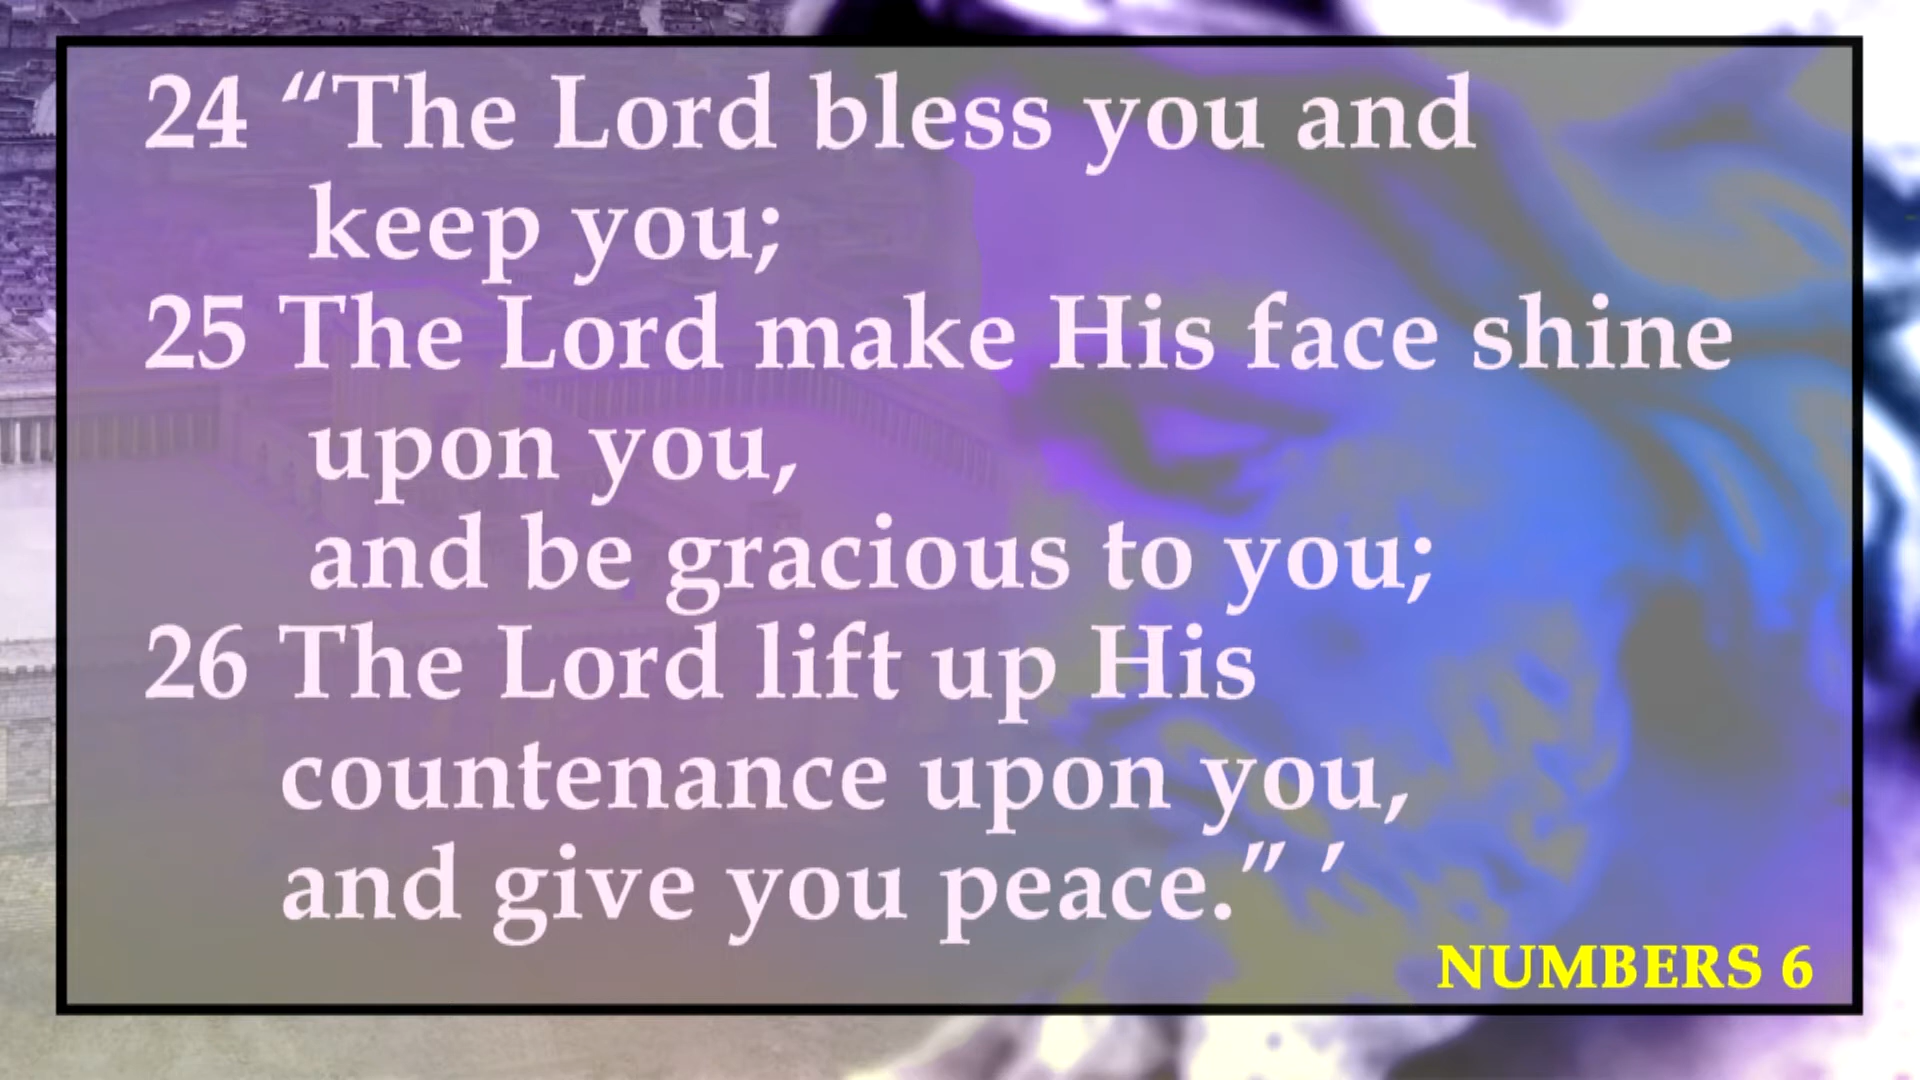 24 “The Lord bless you and
keep you;
25 The Lord make His face shine
upon you,
and be gracious to you;
26 The Lord lift up His
countenance upon you,
and give you peace.” ’
NUMBERS 6